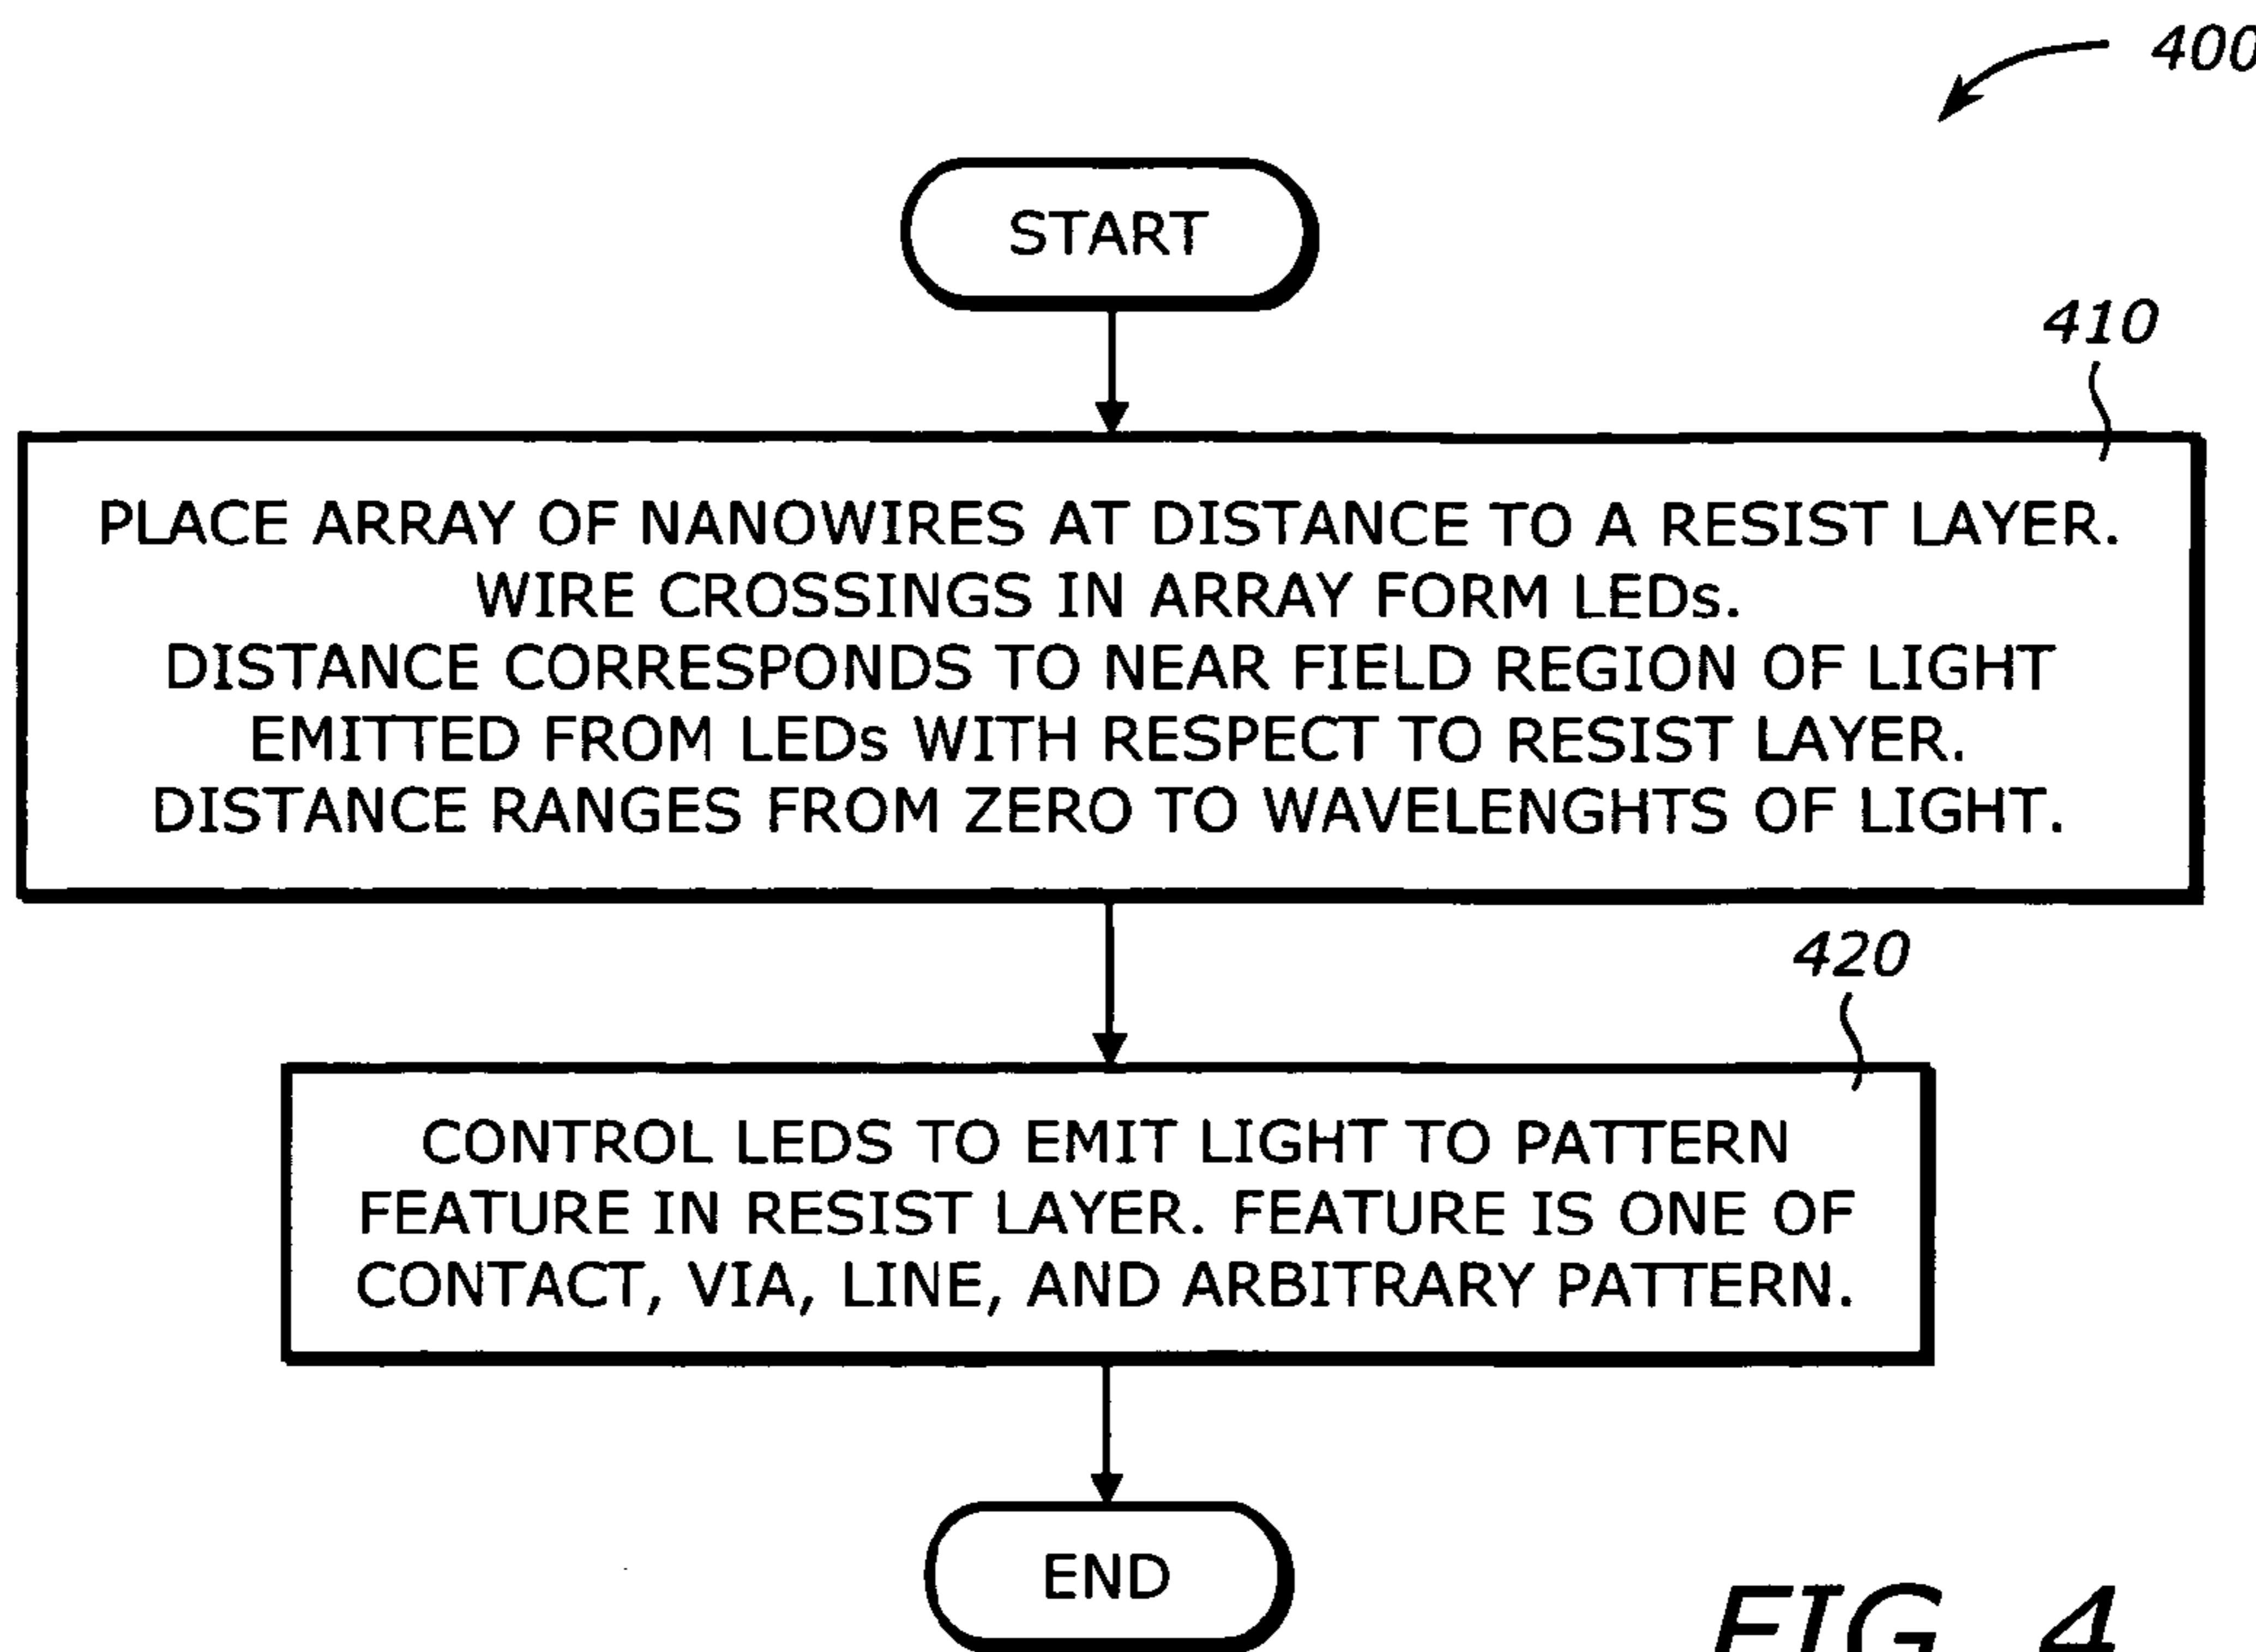 400
START
410
PLACE ARRAY OF NANOWIRES AT DISTANCE TO A RESIST LAYER.
WIRE CROSSINGS IN ARRAY FORM LEDs.
DISTANCE CORRESPONDS TO NEAR FIELD REGION OF LIGHT
EMITTED FROM LEDs WITH RESPECT TO RESIST LAYER.
DISTANCE RANGES FROM ZERO TO WAVELENGHTS OF LIGHT.
420
CONTROL LEDS TO EMIT LIGHT TO PATTERN
FEATURE IN RESIST LAYER. FEATURE IS ONE OF
CONTACT, VIA, LINE, AND ARBITRARY PATTERN.
END
FIG. 4